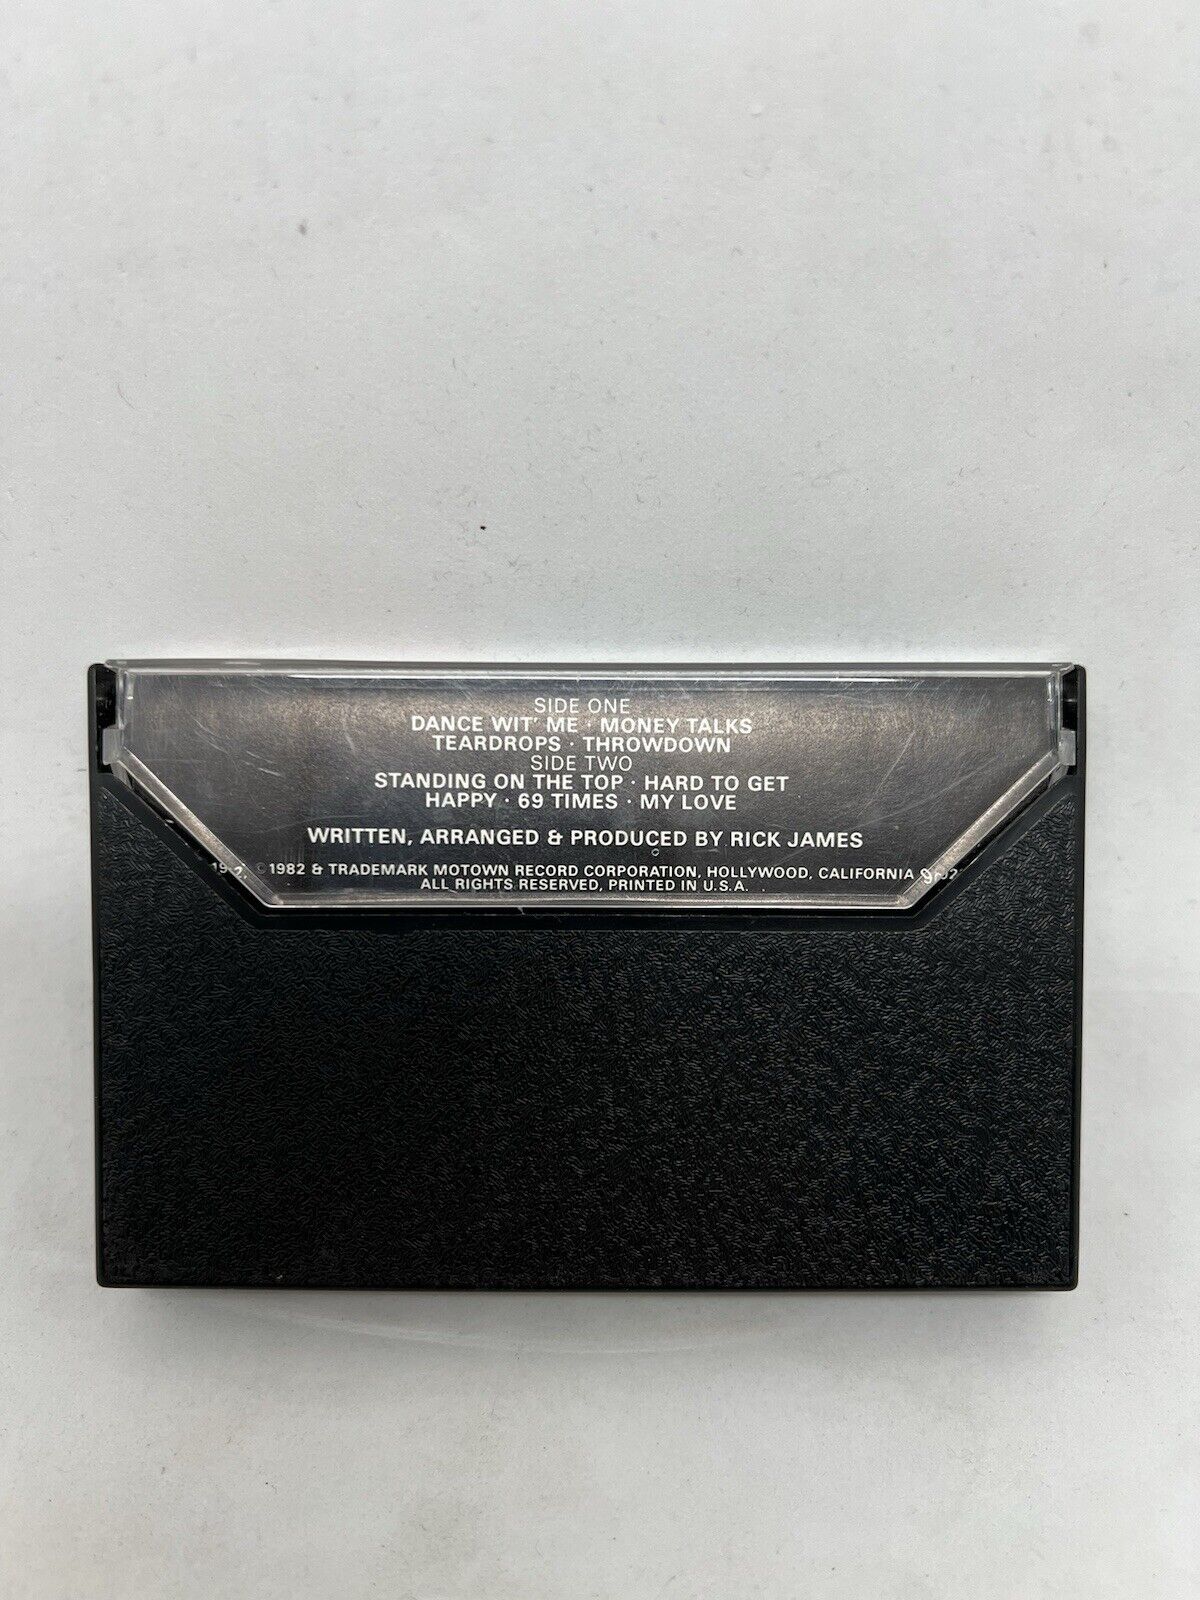 SIDE ONE
DANCE WIT' ME · MONEY TALKS
TEARDROPS · THROWDOWN
SIDE TWO
STANDING ON THE TOP · HARD TO GET
HAPPY · 69 TIMES · MY LOVE
WRITTEN, ARRANGED & PRODUCED BY RICK JAMES
©1982 & TRADEMARK MOTOWN RECORD CORPORATION, HOLLYWOOD, CALIFORNIA
ALL RIGHTS RESERVED, PRINTED IN U.S.A.